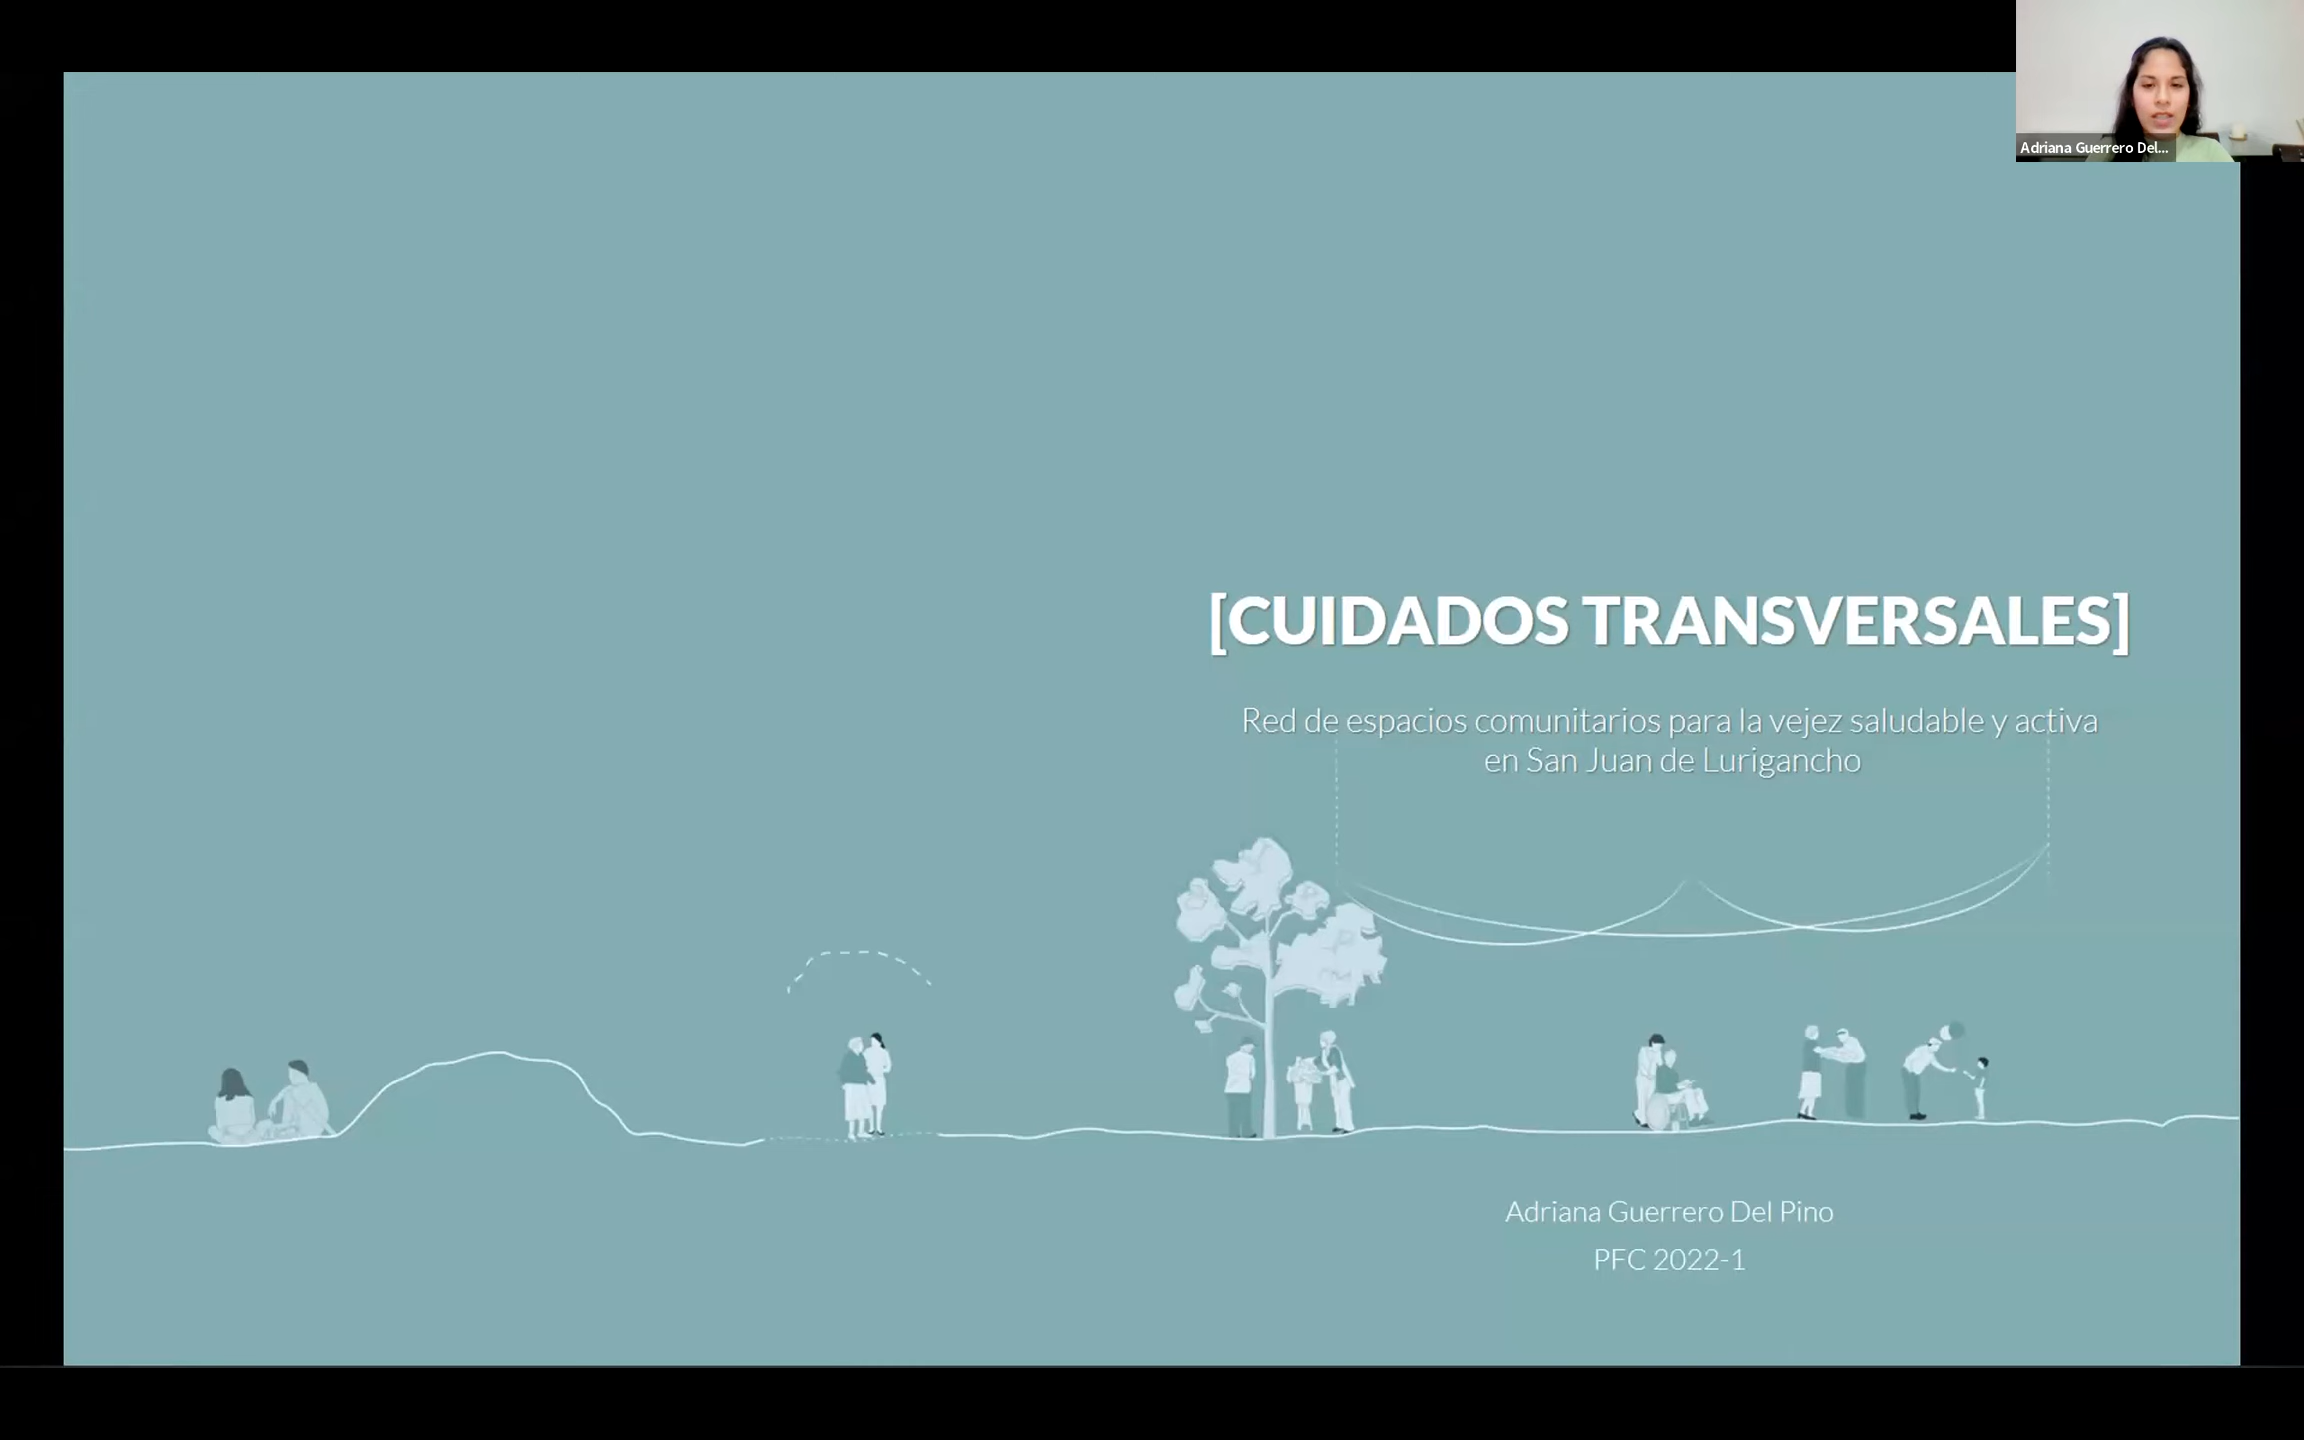 Adriana Guerrero Del...
[CUIDADOS TRANSVERSALES]
Red de espacios comunitarios para la vejez saludable y activa
en San Juan de Lurigancho
Adriana Guerrero Del Pino
PFC 2022-1